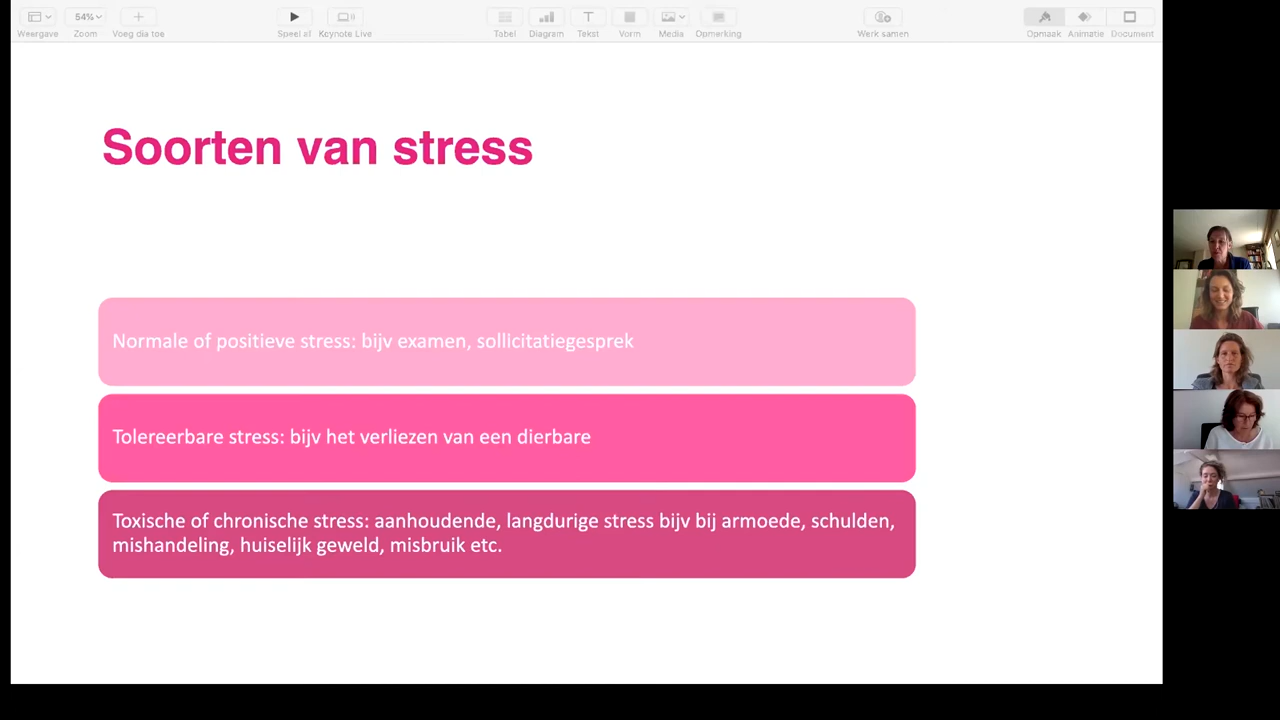 54%
Weergave Zoom Voeg dia toe Speel af Keynote Live Tabel Diagram Tekst Vorm Media Opmerking Werk samen Opmaak Animatie Document
Soorten van stress
Normale of positieve stress: bijv examen, sollicitatiegesprek
Tolereerbare stress: bijv het verliezen van een dierbare
Toxische of chronische stress: aanhoudende, langdurige stress bijv bij armoede, schulden,
mishandeling, huiselijk geweld, misbruik etc.